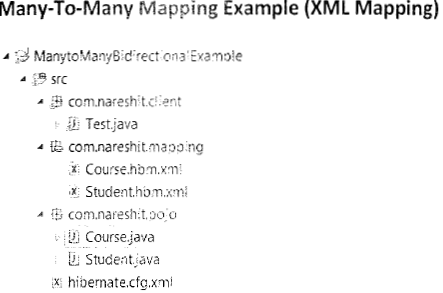 Many-To-Many Mapping Example (XML Mapping)
ManytoManyBidirectionalExample
src
com.nareshit.client
Test.java
com.nareshit.mapping
Course.hbm.xml
Student.hbm.xml
com.nareshit.pojo
Course.java
Student.java
hibernate.cfg.xml